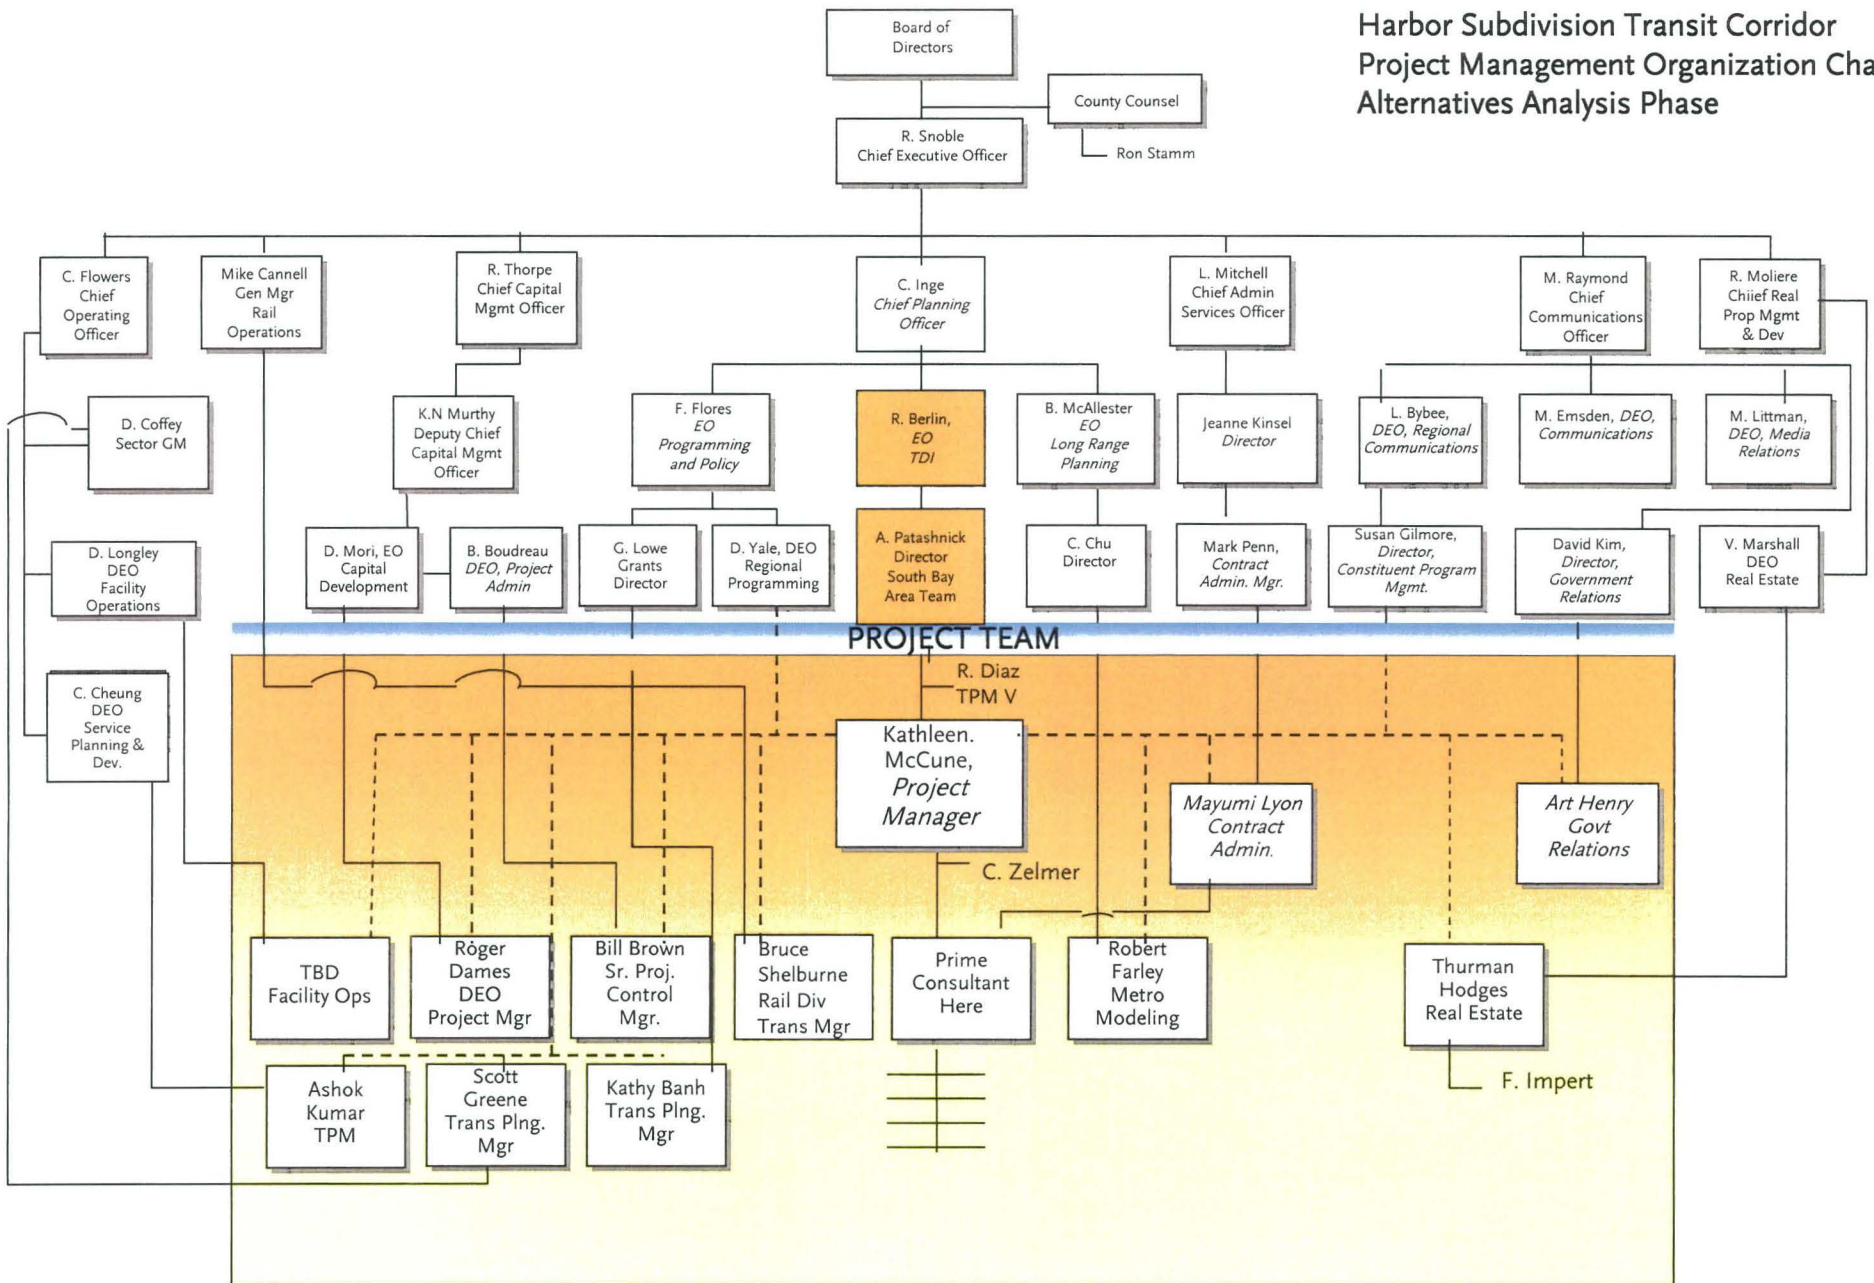 Harbor Subdivision Transit Corridor
Project Management Organization Cha
Alternatives Analysis Phase
Board of
Directors
County Counsel
Ron Stamm
R. Snoble
Chief Executive Officer
C. Flowers
Chief
Operating
Officer
Mike Cannell
Gen Mgr
Rail
Operations
R. Thorpe
Chief Capital
Mgmt Officer
C. Inge
Chief Planning
Officer
L. Mitchell
Chief Admin
Services Officer
M. Raymond
Chief
Communications
Officer
R. Moliere
Chiief Real
Prop Mgmt
& Dev
D. Coffey
Sector GM
K.N Murthy
Deputy Chief
Capital Mgmt
Officer
F. Flores
EO
Programming
and Policy
R. Berlin,
EO
TDI
B. McAllester
EO
Long Range
Planning
Jeanne Kinsel
Director
L. Bybee,
DEO, Regional
Communications
M. Emsden, DEO,
Communications
M. Littman,
DEO, Media
Relations
D. Longley
DEO
Facility
Operations
D. Mori, EO
Capital
Development
B. Boudreau
DEO, Project
Admin
G. Lowe
Grants
Director
D. Yale, DEO
Regional
Programming
A. Patashnick
Director
South Bay
Area Team
C. Chu
Director
Mark Penn,
Contract
Admin. Mgr.
Susan Gilmore,
Director,
Constituent Program
Mgmt.
David Kim,
Director,
Government
Relations
V. Marshall
DEO
Real Estate
PROJECT TEAM
C. Cheung
DEO
Service
Planning &
Dev.
R. Diaz
TPM V
Kathleen.
McCune,
Project
Manager
Mayumi Lyon
Contract
Admin.
Art Henry
Govt
Relations
C. Zelmer
TBD
Facility Ops
Roger
Dames
DEO
Project Mgr
Bill Brown
Sr. Proj.
Control
Mgr.
Bruce
Shelburne
Rail Div
Trans Mgr
Prime
Consultant
Here
Robert
Farley
Metro
Modeling
Thurman
Hodges
Real Estate
F. Impert
Ashok
Kumar
TPM
Scott
Greene
Trans Plng.
Mgr
Kathy Banh
Trans Plng.
Mgr